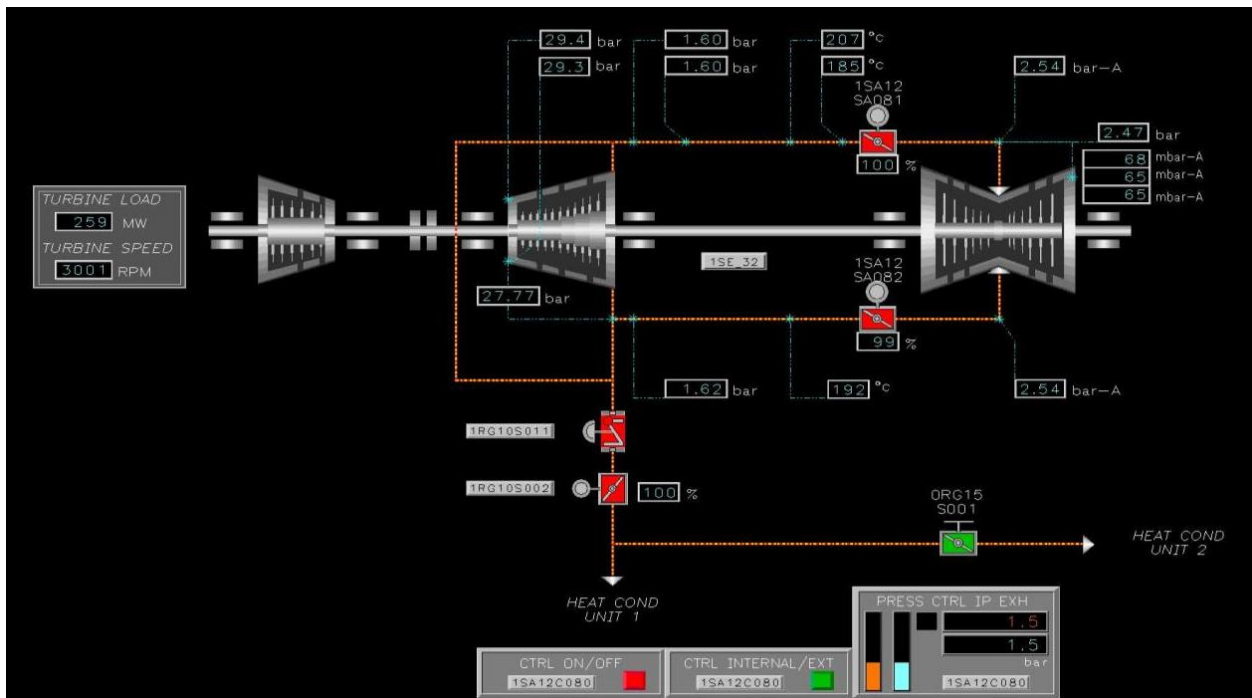 29.4 bar
1.60 bar
207 °C
29.3 bar
1.60 bar
185 °C
2.54 bar-A
1SA12
SA081
2.47 bar
100 %
68 mbar-A
65 mbar-A
65 mbar-A
TURBINE LOAD
259 MW
TURBINE SPEED
3001 RPM
1SE_32
1SA12
SA082
27.77 bar
99 %
1.62 bar
192 °C
2.54 bar-A
1RG10S011
1RG10S002
100 %
0RG15
S001
HEAT COND
UNIT 2
HEAT COND
UNIT 1
PRESS CTRL IP EXH
1.5
1.5
bar
1SA12C080
CTRL ON/OFF
1SA12C080
CTRL INTERNAL/EXT
1SA12C080